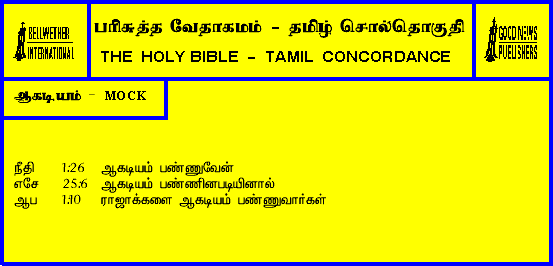 BELLWETHER
INTERNATIONAL
பரிசுத்த வேதாகமம் - தமிழ் சொல்தொகுதி
THE HOLY BIBLE - TAMIL CONCORDANCE
GOOD NEWS
PUBLISHERS
ஆகடியம் - MOCK
நீதி 1:26 ஆகடியம் பண்ணுவேன்
எசே 25:6 ஆகடியம் பண்ணினபடியினால்
ஆப 1:10 ராஜாக்களை ஆகடியம் பண்ணுவார்கள்